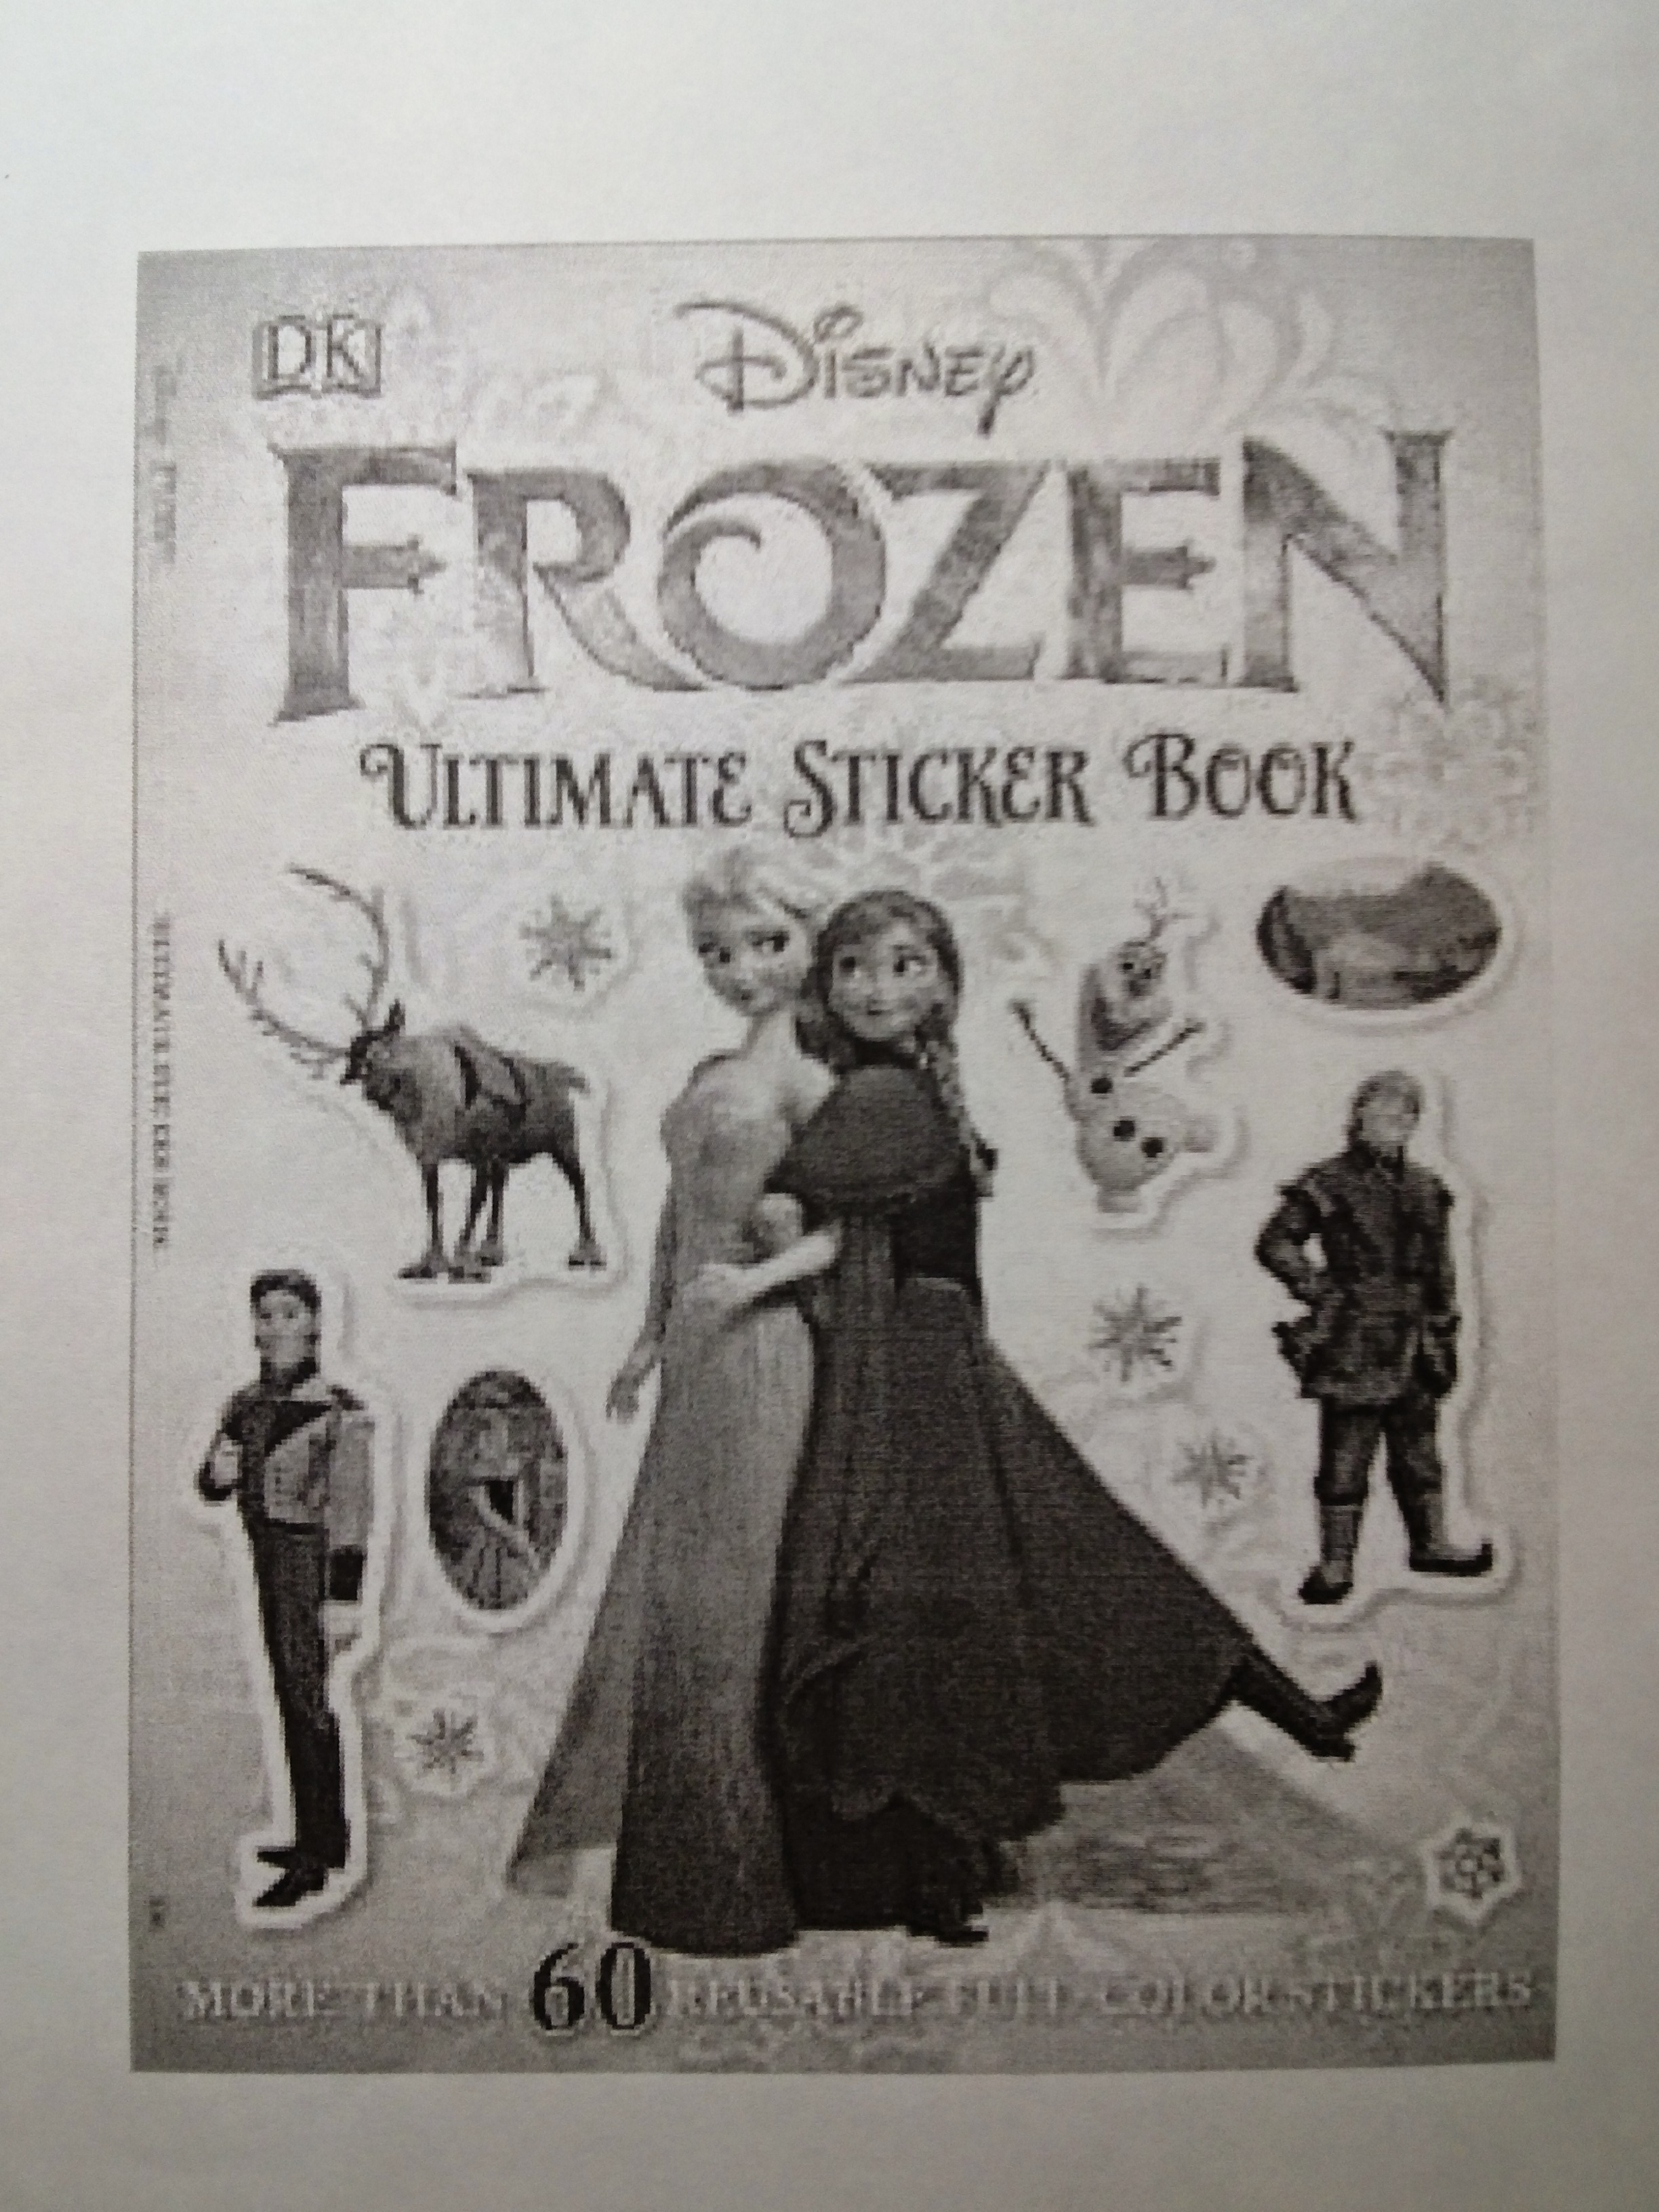 DK
Disney
FROZEN
ULTIMATE STICKER BOOK
MORE THAN 60 REUSABLE FULL-COLOR STICKERS